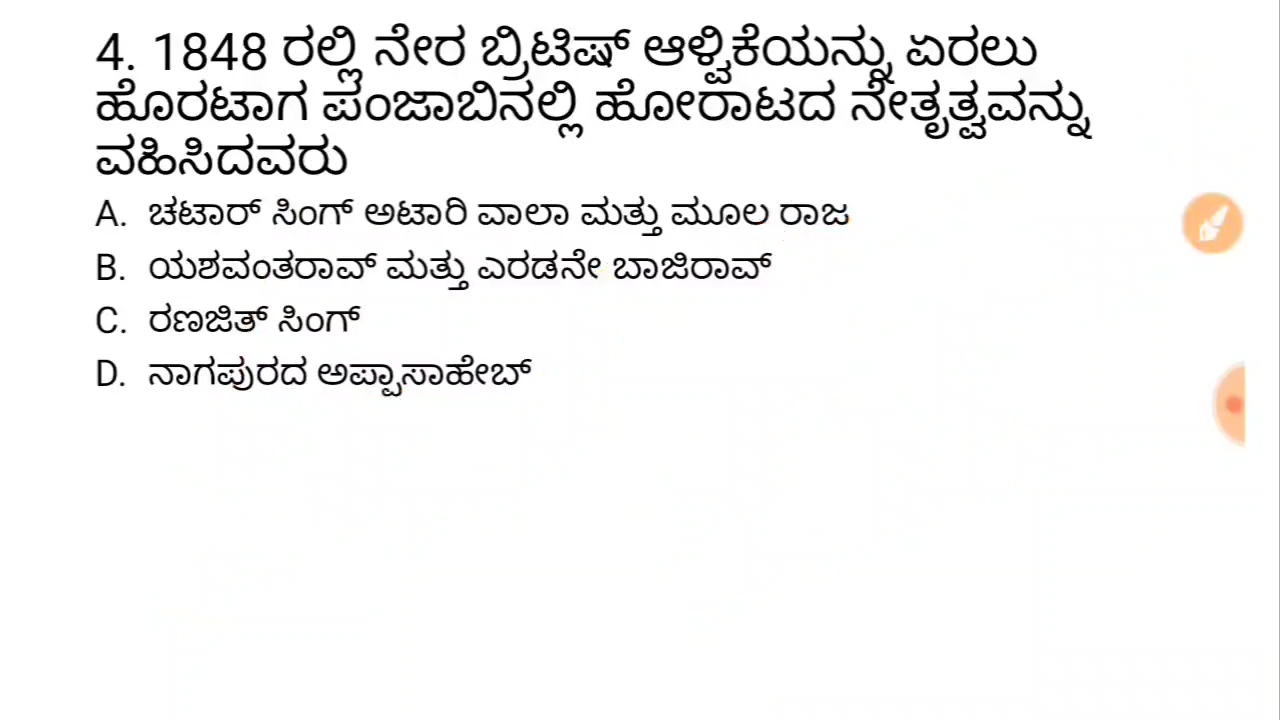 4. 1848 ರಲ್ಲಿ ನೇರ ಬ್ರಿಟಿಷ್ ಆಳ್ವಿಕೆಯನ್ನು ಏರಲು
ಹೊರಟಾಗ ಪಂಜಾಬಿನಲ್ಲಿ ಹೋರಾಟದ ನೇತೃತ್ವವನ್ನು
ವಹಿಸಿದವರು
A. ಚಟಾರ್ ಸಿಂಗ್ ಅಟಾರಿ ವಾಲಾ ಮತ್ತು ಮೂಲ ರಾಜ
B. ಯಶವಂತರಾವ್ ಮತ್ತು ಎರಡನೇ ಬಾಜಿರಾವ್
C. ರಣಜಿತ್ ಸಿಂಗ್
D. ನಾಗಪುರದ ಅಪ್ಪಾಸಾಹೇಬ್